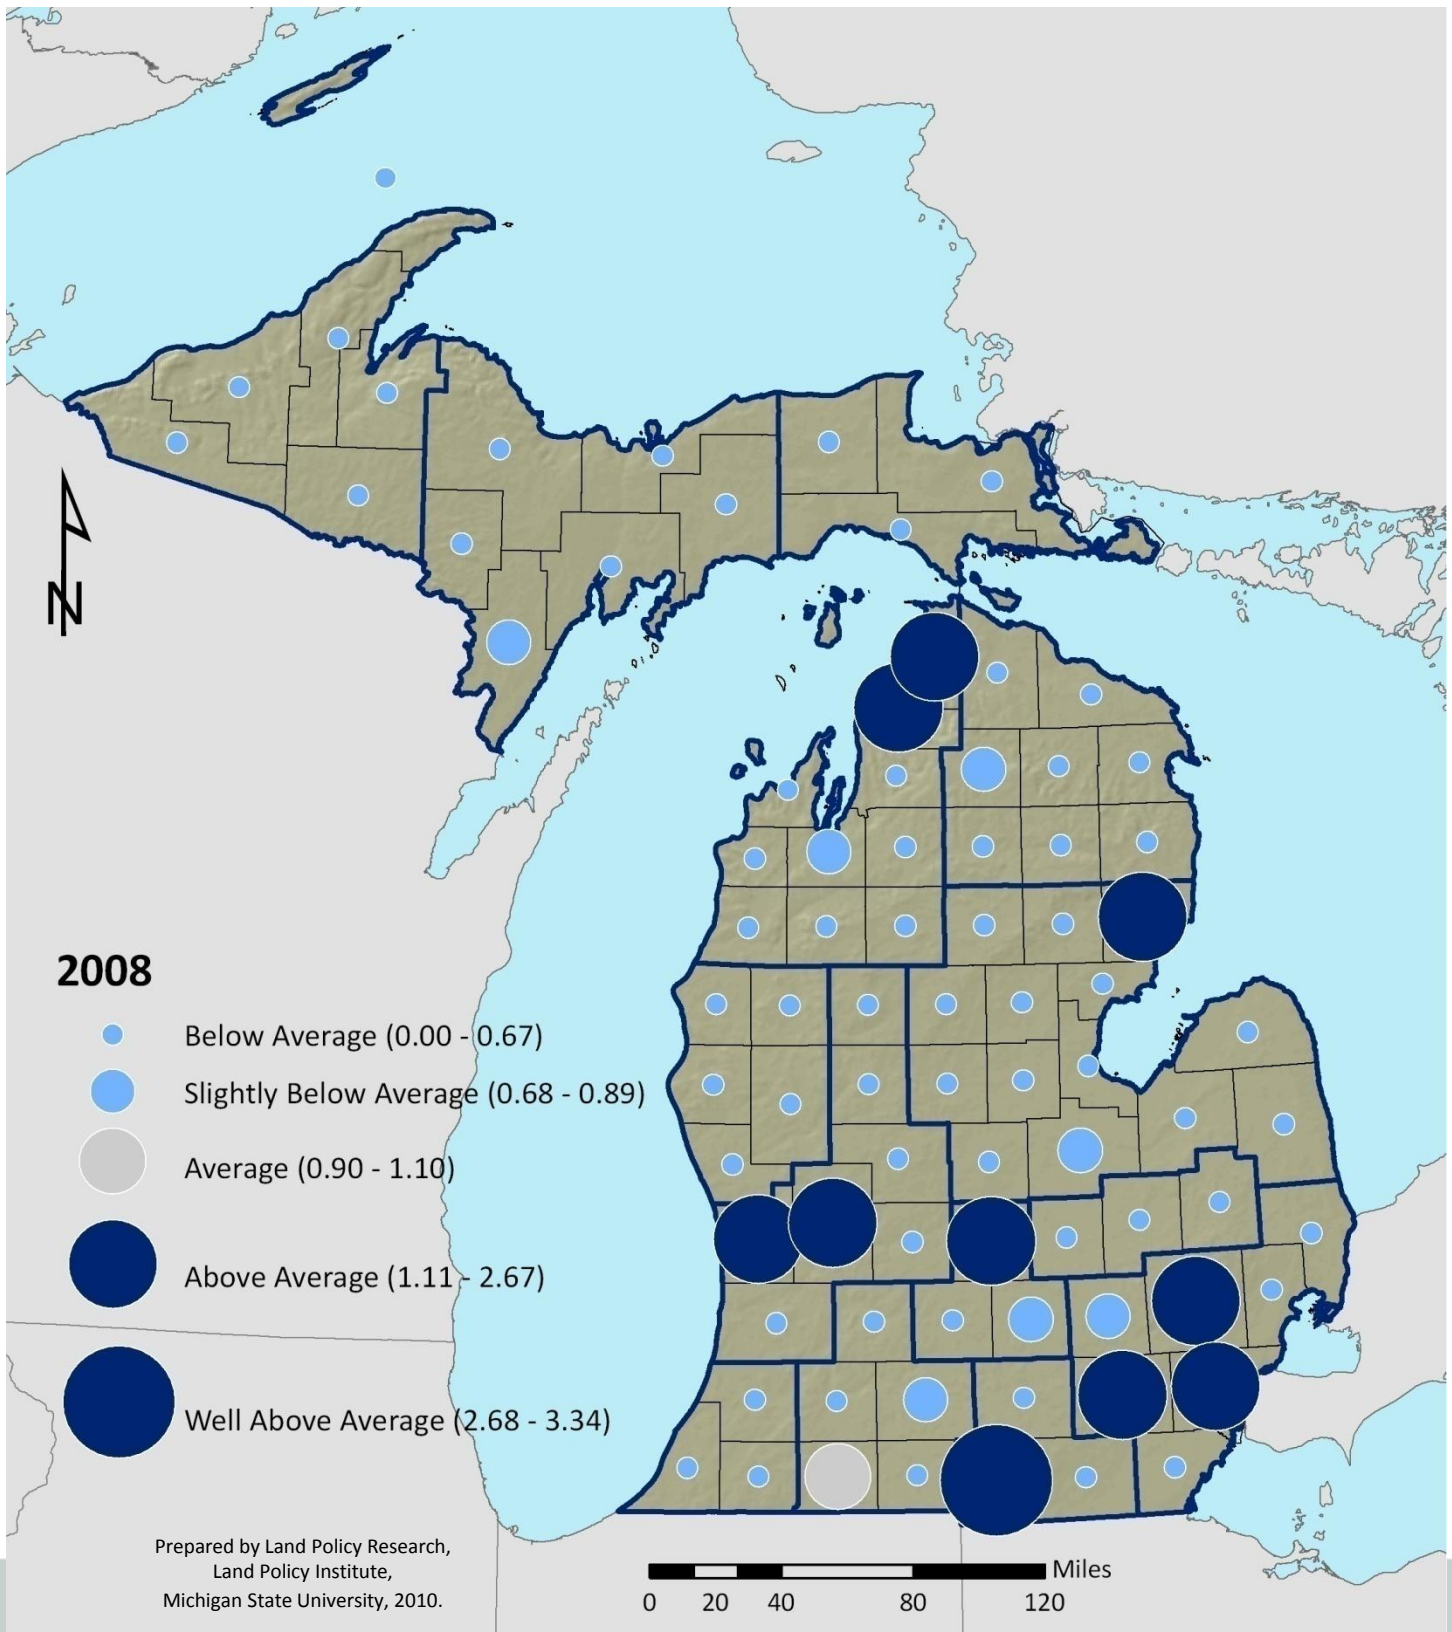 N
2008
Below Average (0.00 - 0.67)
Slightly Below Average (0.68 - 0.89)
Average (0.90 - 1.10)
Above Average (1.11 - 2.67)
Well Above Average (2.68 - 3.34)
Prepared by Land Policy Research,
Land Policy Institute,
Michigan State University, 2010.
Miles
0 20 40 80 120